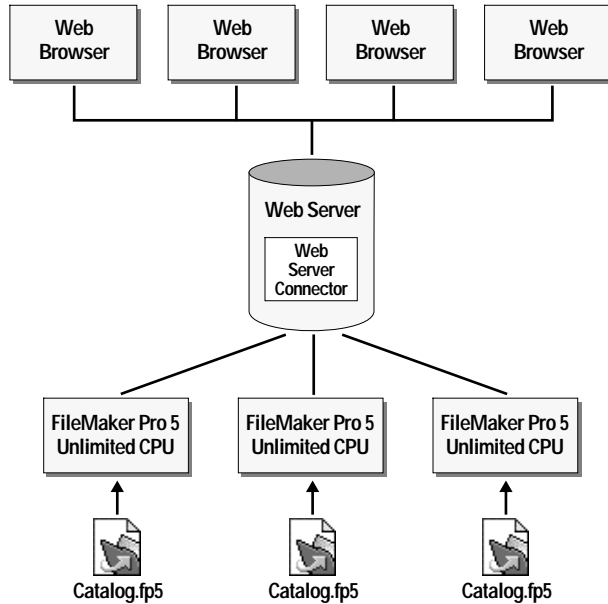 Web
Browser
Web
Browser
Web
Browser
Web
Browser
Web Server
Web
Server
Connector
FileMaker Pro 5
Unlimited CPU
FileMaker Pro 5
Unlimited CPU
FileMaker Pro 5
Unlimited CPU
Catalog.fp5
Catalog.fp5
Catalog.fp5